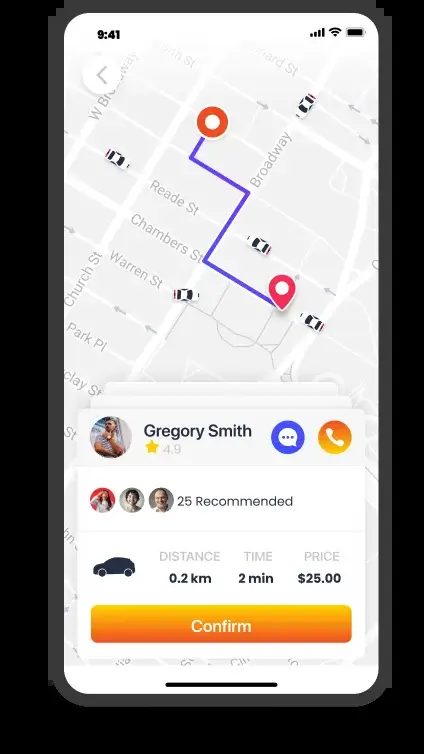 9:41
W Broadway
Broadway
Reade St
Chambers St
Warren St
Church St
Park Pl
St
Gregory Smith
4.9
25 Recommended
DISTANCE TIME PRICE
0.2 km 2 min $25.00
Confirm